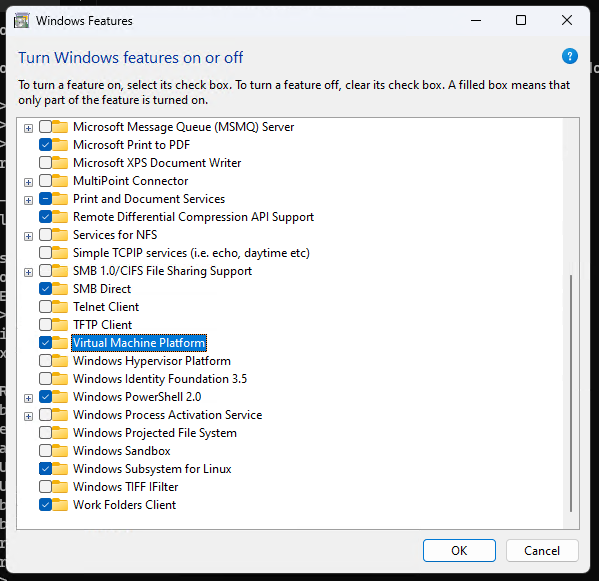 Windows Features
Turn Windows features on or off
?
To turn a feature on, select its check box. To turn a feature off, clear its check box. A filled box means that
only part of the feature is turned on.
Microsoft Message Queue (MSMQ) Server
Microsoft Print to PDF
Microsoft XPS Document Writer
MultiPoint Connector
Print and Document Services
Remote Differential Compression API Support
Services for NFS
Simple TCPIP services (i.e. echo, daytime etc)
SMB 1.0/CIFS File Sharing Support
SMB Direct
Telnet Client
TFTP Client
Virtual Machine Platform
Windows Hypervisor Platform
Windows Identity Foundation 3.5
Windows PowerShell 2.0
Windows Process Activation Service
Windows Projected File System
Windows Sandbox
Windows Subsystem for Linux
Windows TIFF IFilter
Work Folders Client
OK
Cancel